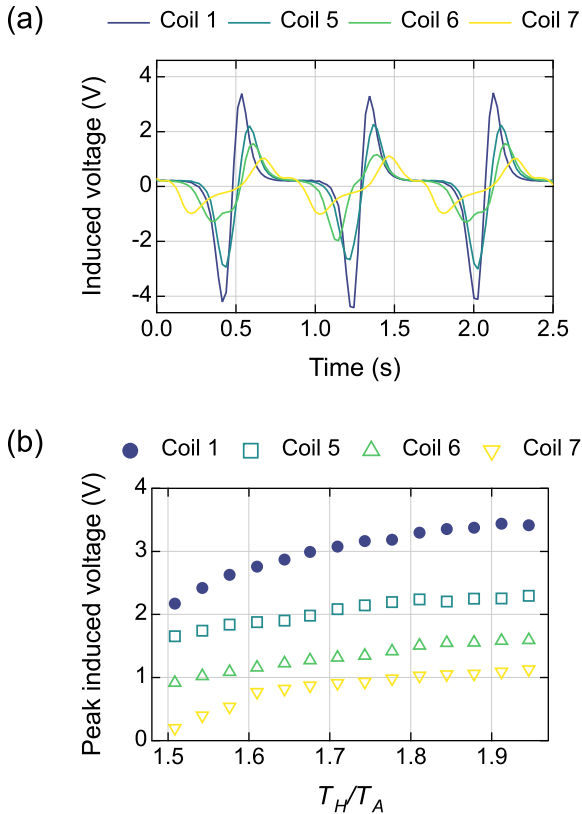 (a)
Coil 1 Coil 5 Coil 6 Coil 7
Induced voltage (V)
4
2
0
-2
-4
0.0 0.5 1.0 1.5 2.0 2.5
Time (s)
(b)
Coil 1 Coil 5 Coil 6 Coil 7
Peak induced voltage (V)
4
3
2
1
0
1.5 1.6 1.7 1.8 1.9
T_H/T_A